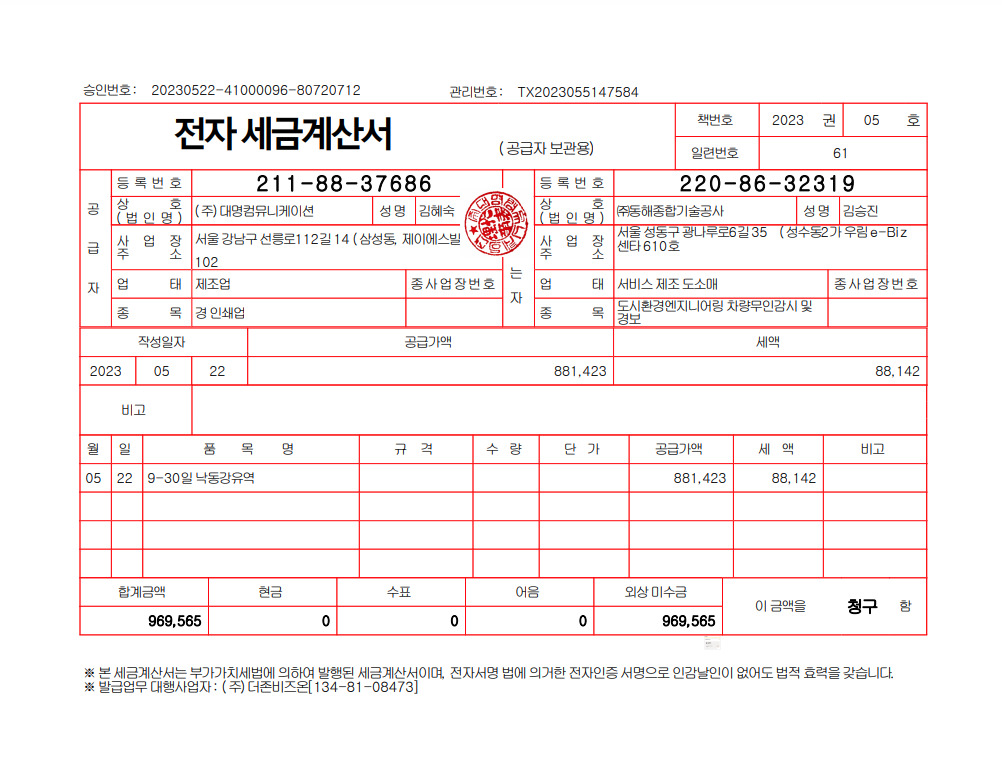 승인번호: 20230522-41000096-80720712 관리번호: TX2023055147584
전자 세금계산서 (공급자 보관용)
책번호 2023 권 05 호
일련번호 61
공급자
등록번호 211-88-37686
상호(법인명) (주)대명컴뮤니케이션 성명 김혜숙
사업장주소 서울 강남구 선릉로112길 14 (삼성동, 제이에스빌
102
업태 제조업 종사업장번호
종목 경 인쇄업
는자
등록번호 220-86-32319
상호(법인명) ㈜동해종합기술공사 성명 김승진
사업장주소 서울 성동구 광나루로6길 35 (성수동2가 우림 e-Biz
센타 610호
업태 서비스 제조 도소매 종사업장번호
종목 도시환경엔지니어링 차량무인감시 및
경보
작성일자 공급가액 세액
2023 05 22 881,423 88,142
비고
월 일 품목명 규격 수량 단가 공급가액 세액 비고
05 22 9-30일 낙동강유역 881,423 88,142
합계금액 현금 수표 어음 외상 미수금 이 금액을 청구 함
969,565 0 0 0 969,565
※ 본 세금계산서는 부가가치세법에 의하여 발행된 세금계산서이며, 전자서명 법에 의거한 전자인증 서명으로 인감날인이 없어도 법적 효력을 갖습니다.
※ 발급업무 대행사업자 : (주)더존비즈온[134-81-08473]